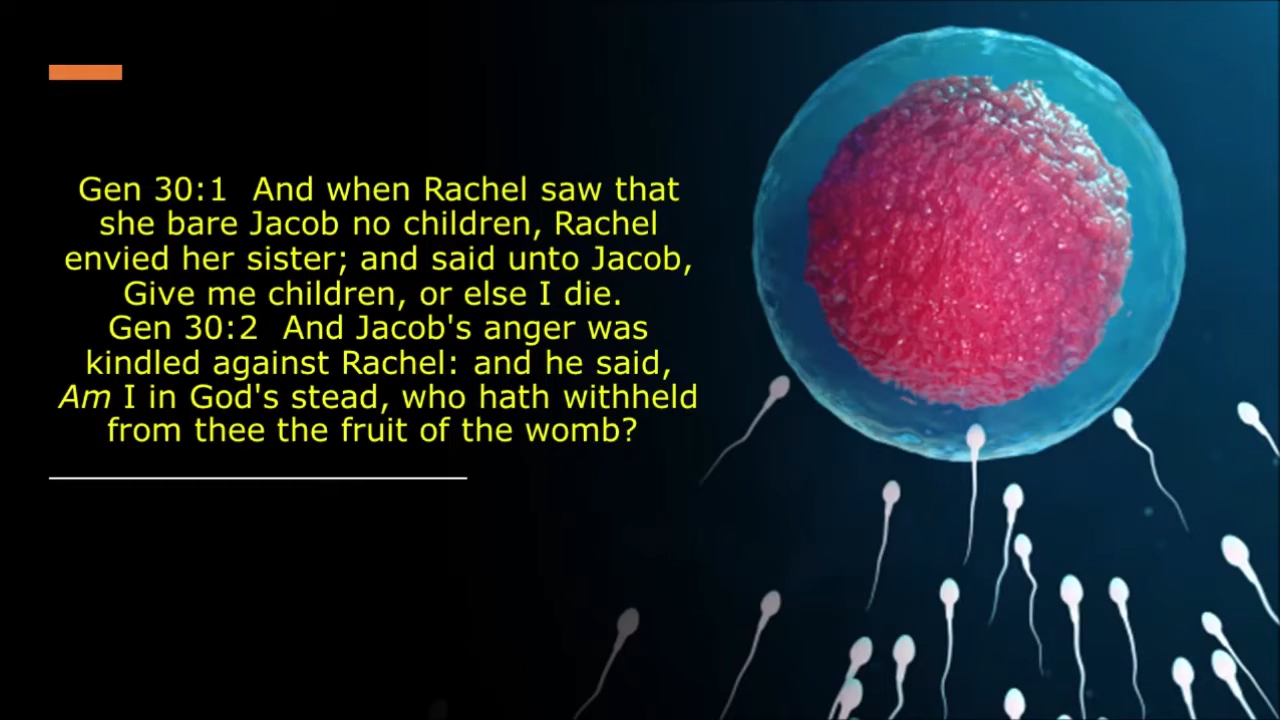 Gen 30:1  And when Rachel saw that
she bare Jacob no children, Rachel
envied her sister; and said unto Jacob,
Give me children, or else I die.
Gen 30:2  And Jacob's anger was
kindled against Rachel: and he said,
Am I in God's stead, who hath withheld
from thee the fruit of the womb?